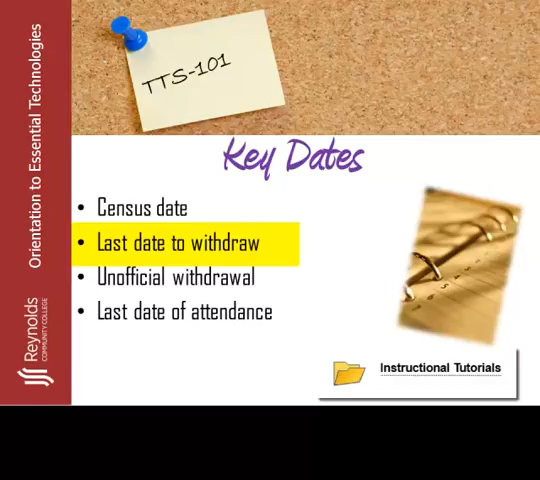 TTS-101
Key Dates
Census date
Last date to withdraw
Unofficial withdrawal
Last date of attendance
Instructional Tutorials
Orientation to Essential Technologies
Reynolds
COMMUNITY COLLEGE